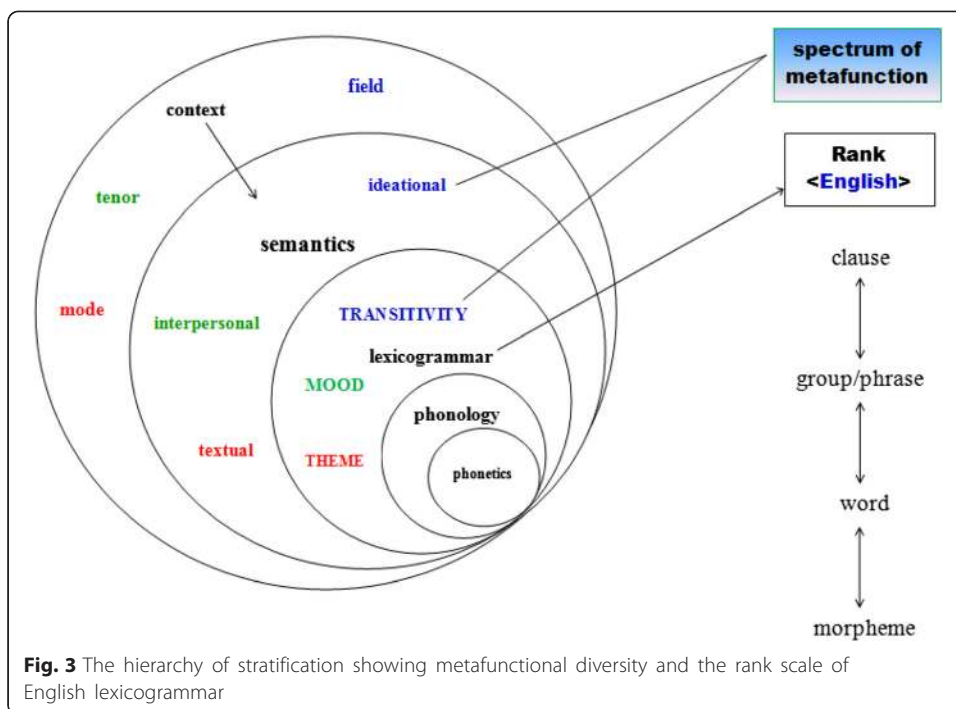 spectrum of
metafunction
field
context
Rank
<English>
ideational
tenor
semantics
clause
mode
interpersonal
TRANSITIVITY
lexicogrammar
MOOD
group/phrase
phonology
textual
THEME
phonetics
word
morpheme
Fig. 3 The hierarchy of stratification showing metafunctional diversity and the rank scale of
English lexicogrammar